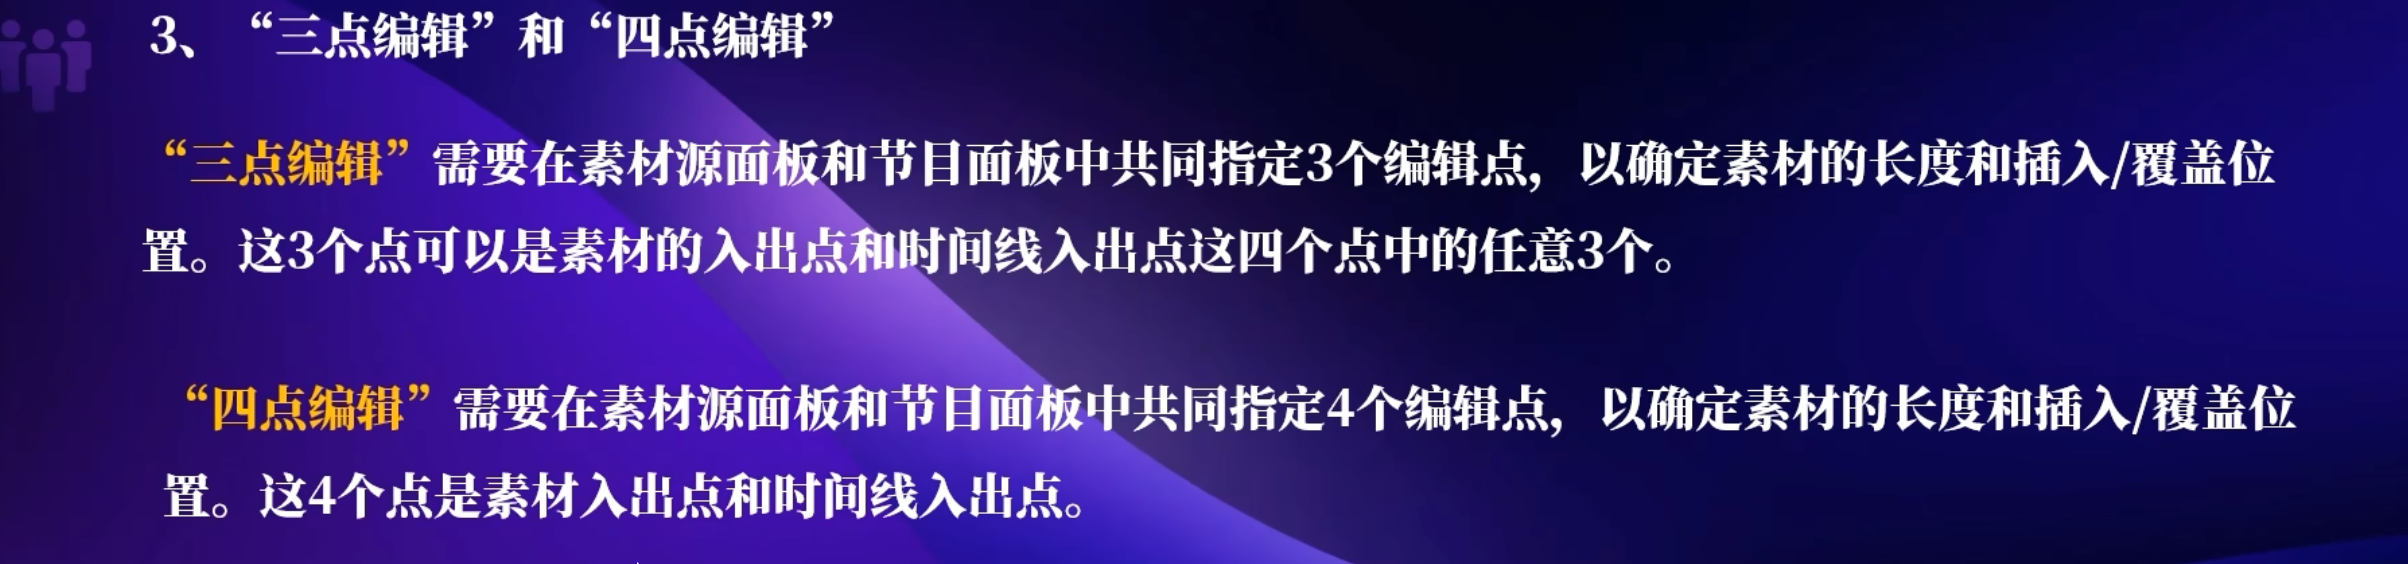 3、“三点编辑”和“四点编辑”
“三点编辑”需要在素材源面板和节目面板中共同指定3个编辑点，以确定素材的长度和插入/覆盖位
置。这3个点可以是素材的入出点和时间线入出点这四个点中的任意3个。
“四点编辑”需要在素材源面板和节目面板中共同指定4个编辑点，以确定素材的长度和插入/覆盖位
置。这4个点是素材入出点和时间线入出点。